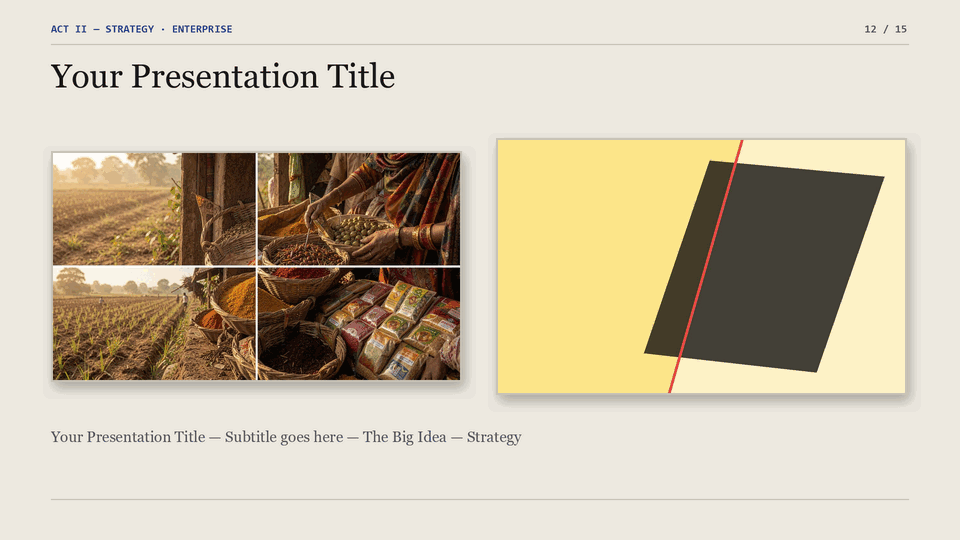 ACT II — STRATEGY · ENTERPRISE
12 / 15
Your Presentation Title
Your Presentation Title — Subtitle goes here — The Big Idea — Strategy